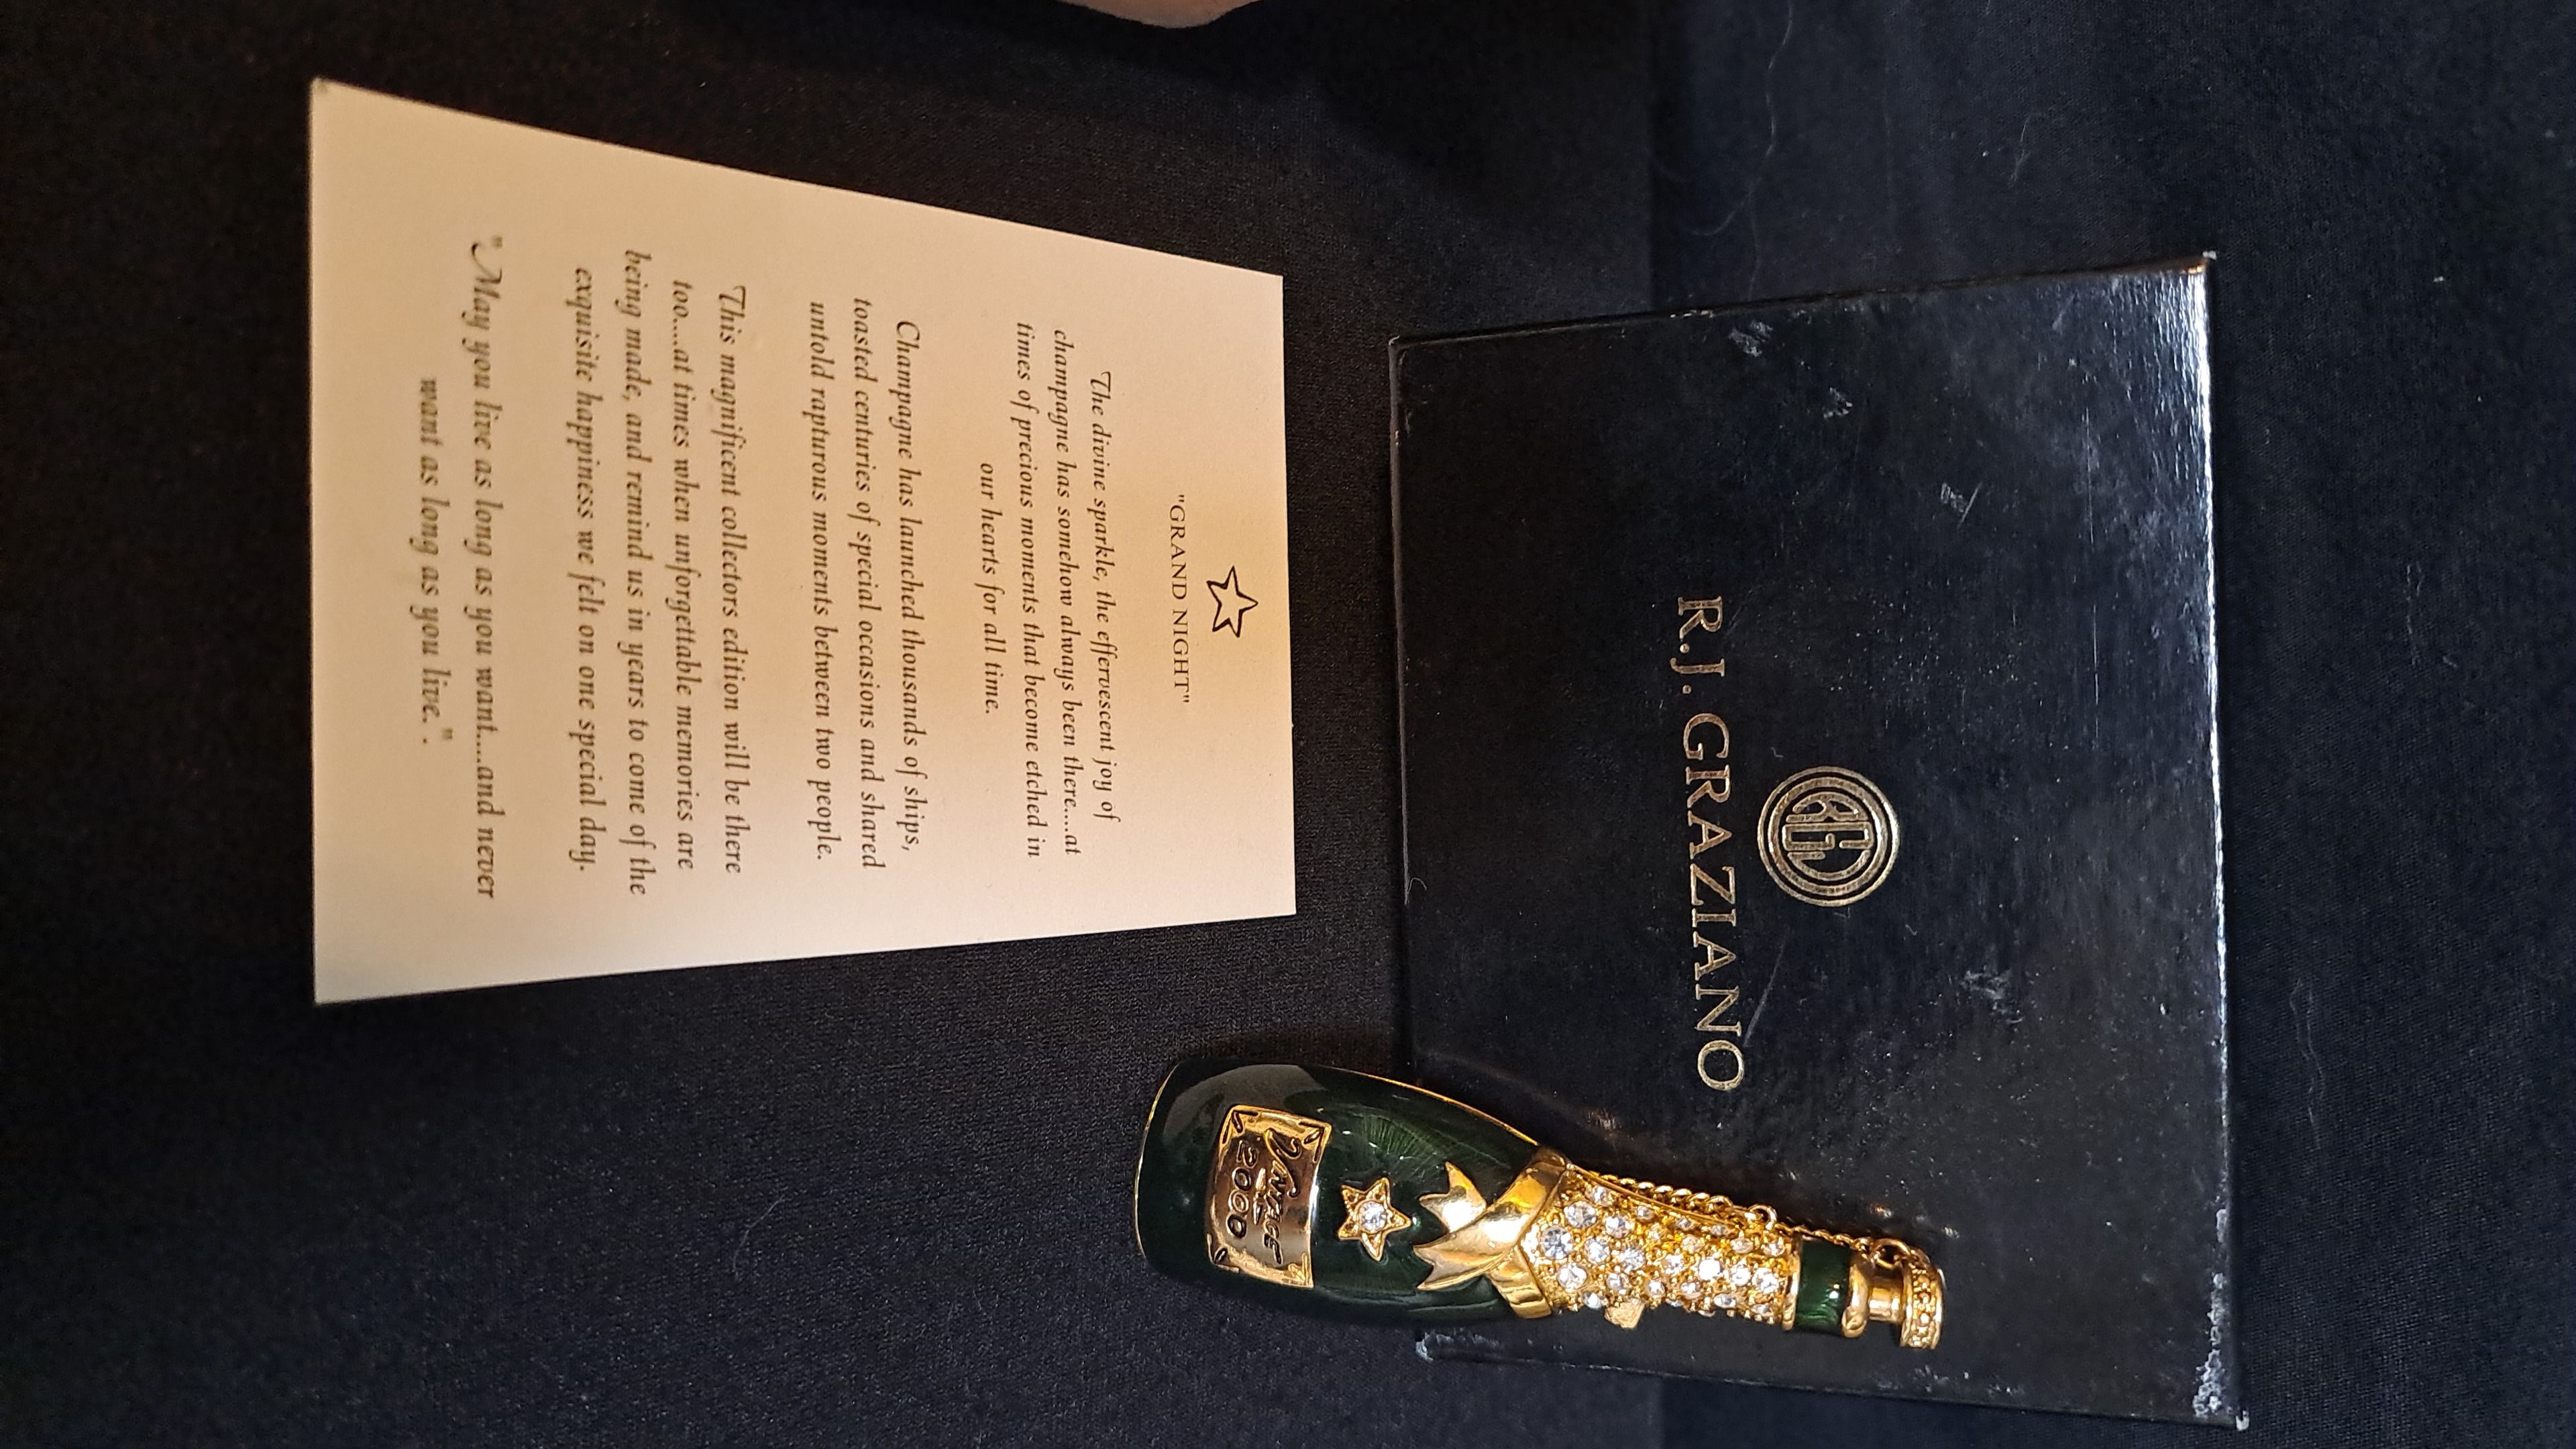 RGJ
R.J. GRAZIANO
"GRAND NIGHT"
The divine sparkle, the effervescent joy of
champagne has somehow always been there....at
times of precious moments that become etched in
our hearts for all time.
Champagne has launched thousands of ships,
toasted centuries of special occasions and shared
untold rapturous moments between two people.
This magnificent collectors edition will be there
too....at times when unforgettable memories are
being made, and remind us in years to come of the
exquisite happiness we felt on one special day.
"May you live as long as you want....and never
want as long as you live.".
VINTAGE
2000